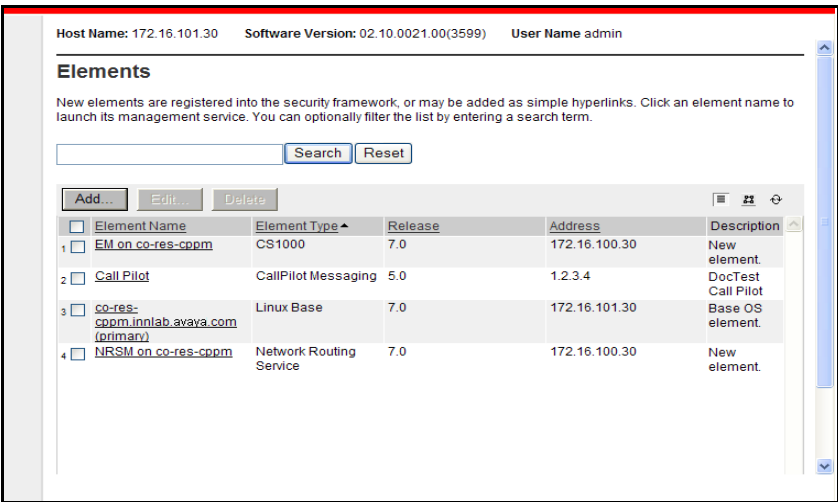 Host Name: 172.16.101.30 Software Version: 02.10.0021.00(3599) User Name admin
Elements
New elements are registered into the security framework, or may be added as simple hyperlinks. Click an element name to
launch its management service. You can optionally filter the list by entering a search term.
Search Reset
Add... Edit... Delete
Element Name Element Type Release Address Description
1 EM on co-res-cppm CS1000 7.0 172.16.100.30 New
element.
2 Call Pilot CallPilot Messaging 5.0 1.2.3.4 DocTest
Call Pilot
3 co-res- Linux Base 7.0 172.16.101.30 Base OS
cppm.innlab.avaya.com element.
(primary)
4 NRSM on co-res-cppm Network Routing 7.0 172.16.100.30 New
Service element.